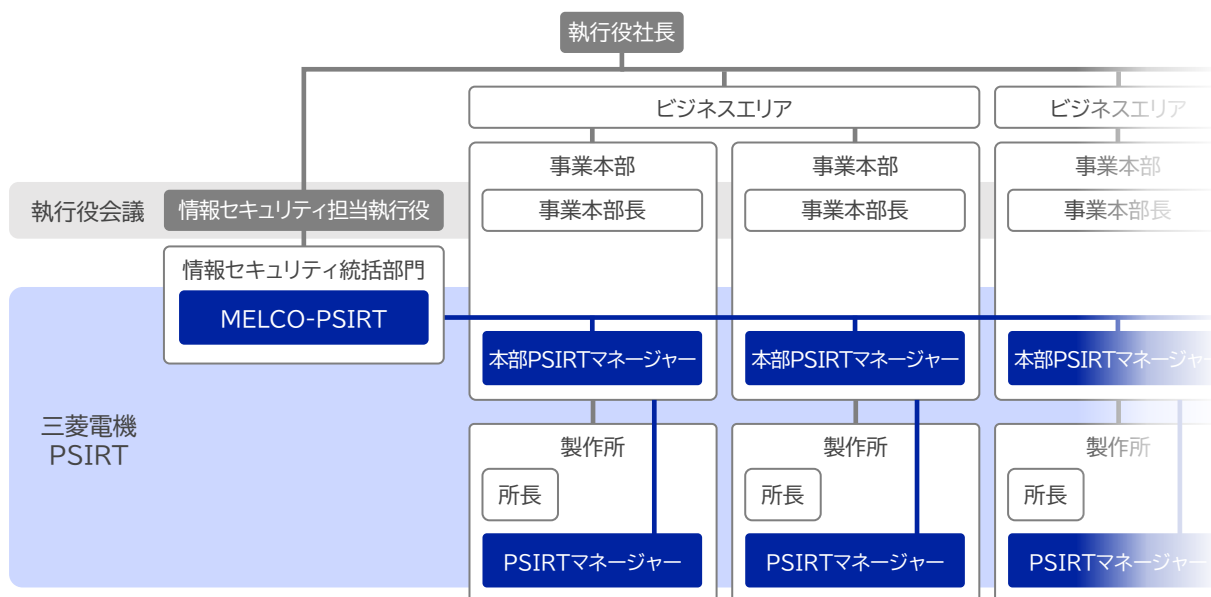 執行役社長
ビジネスエリア
ビジネスエリア
事業本部
事業本部
事業本部
執行役会議
情報セキュリティ担当執行役
事業本部長
事業本部長
事業本部長
情報セキュリティ統括部門
MELCO-PSIRT
本部PSIRTマネージャー
本部PSIRTマネージャー
本部PSIRTマネージャー
三菱電機
PSIRT
製作所
製作所
製作所
所長
所長
所長
PSIRTマネージャー
PSIRTマネージャー
PSIRTマネージャー